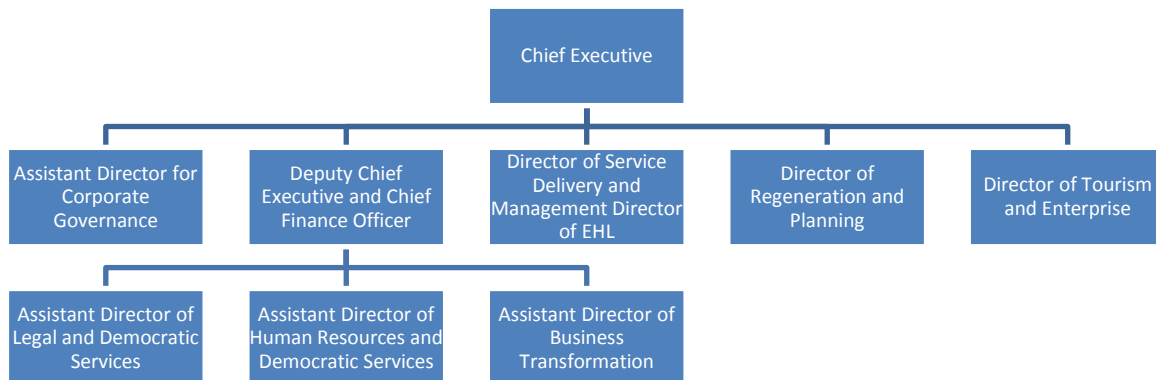 Chief Executive
Assistant Director for
Corporate
Governance
Deputy Chief
Executive and Chief
Finance Officer
Director of Service
Delivery and
Management Director
of EHL
Director of
Regeneration and
Planning
Director of Tourism
and Enterprise
Assistant Director of
Legal and Democratic
Services
Assistant Director of
Human Resources and
Democratic Services
Assistant Director of
Business
Transformation